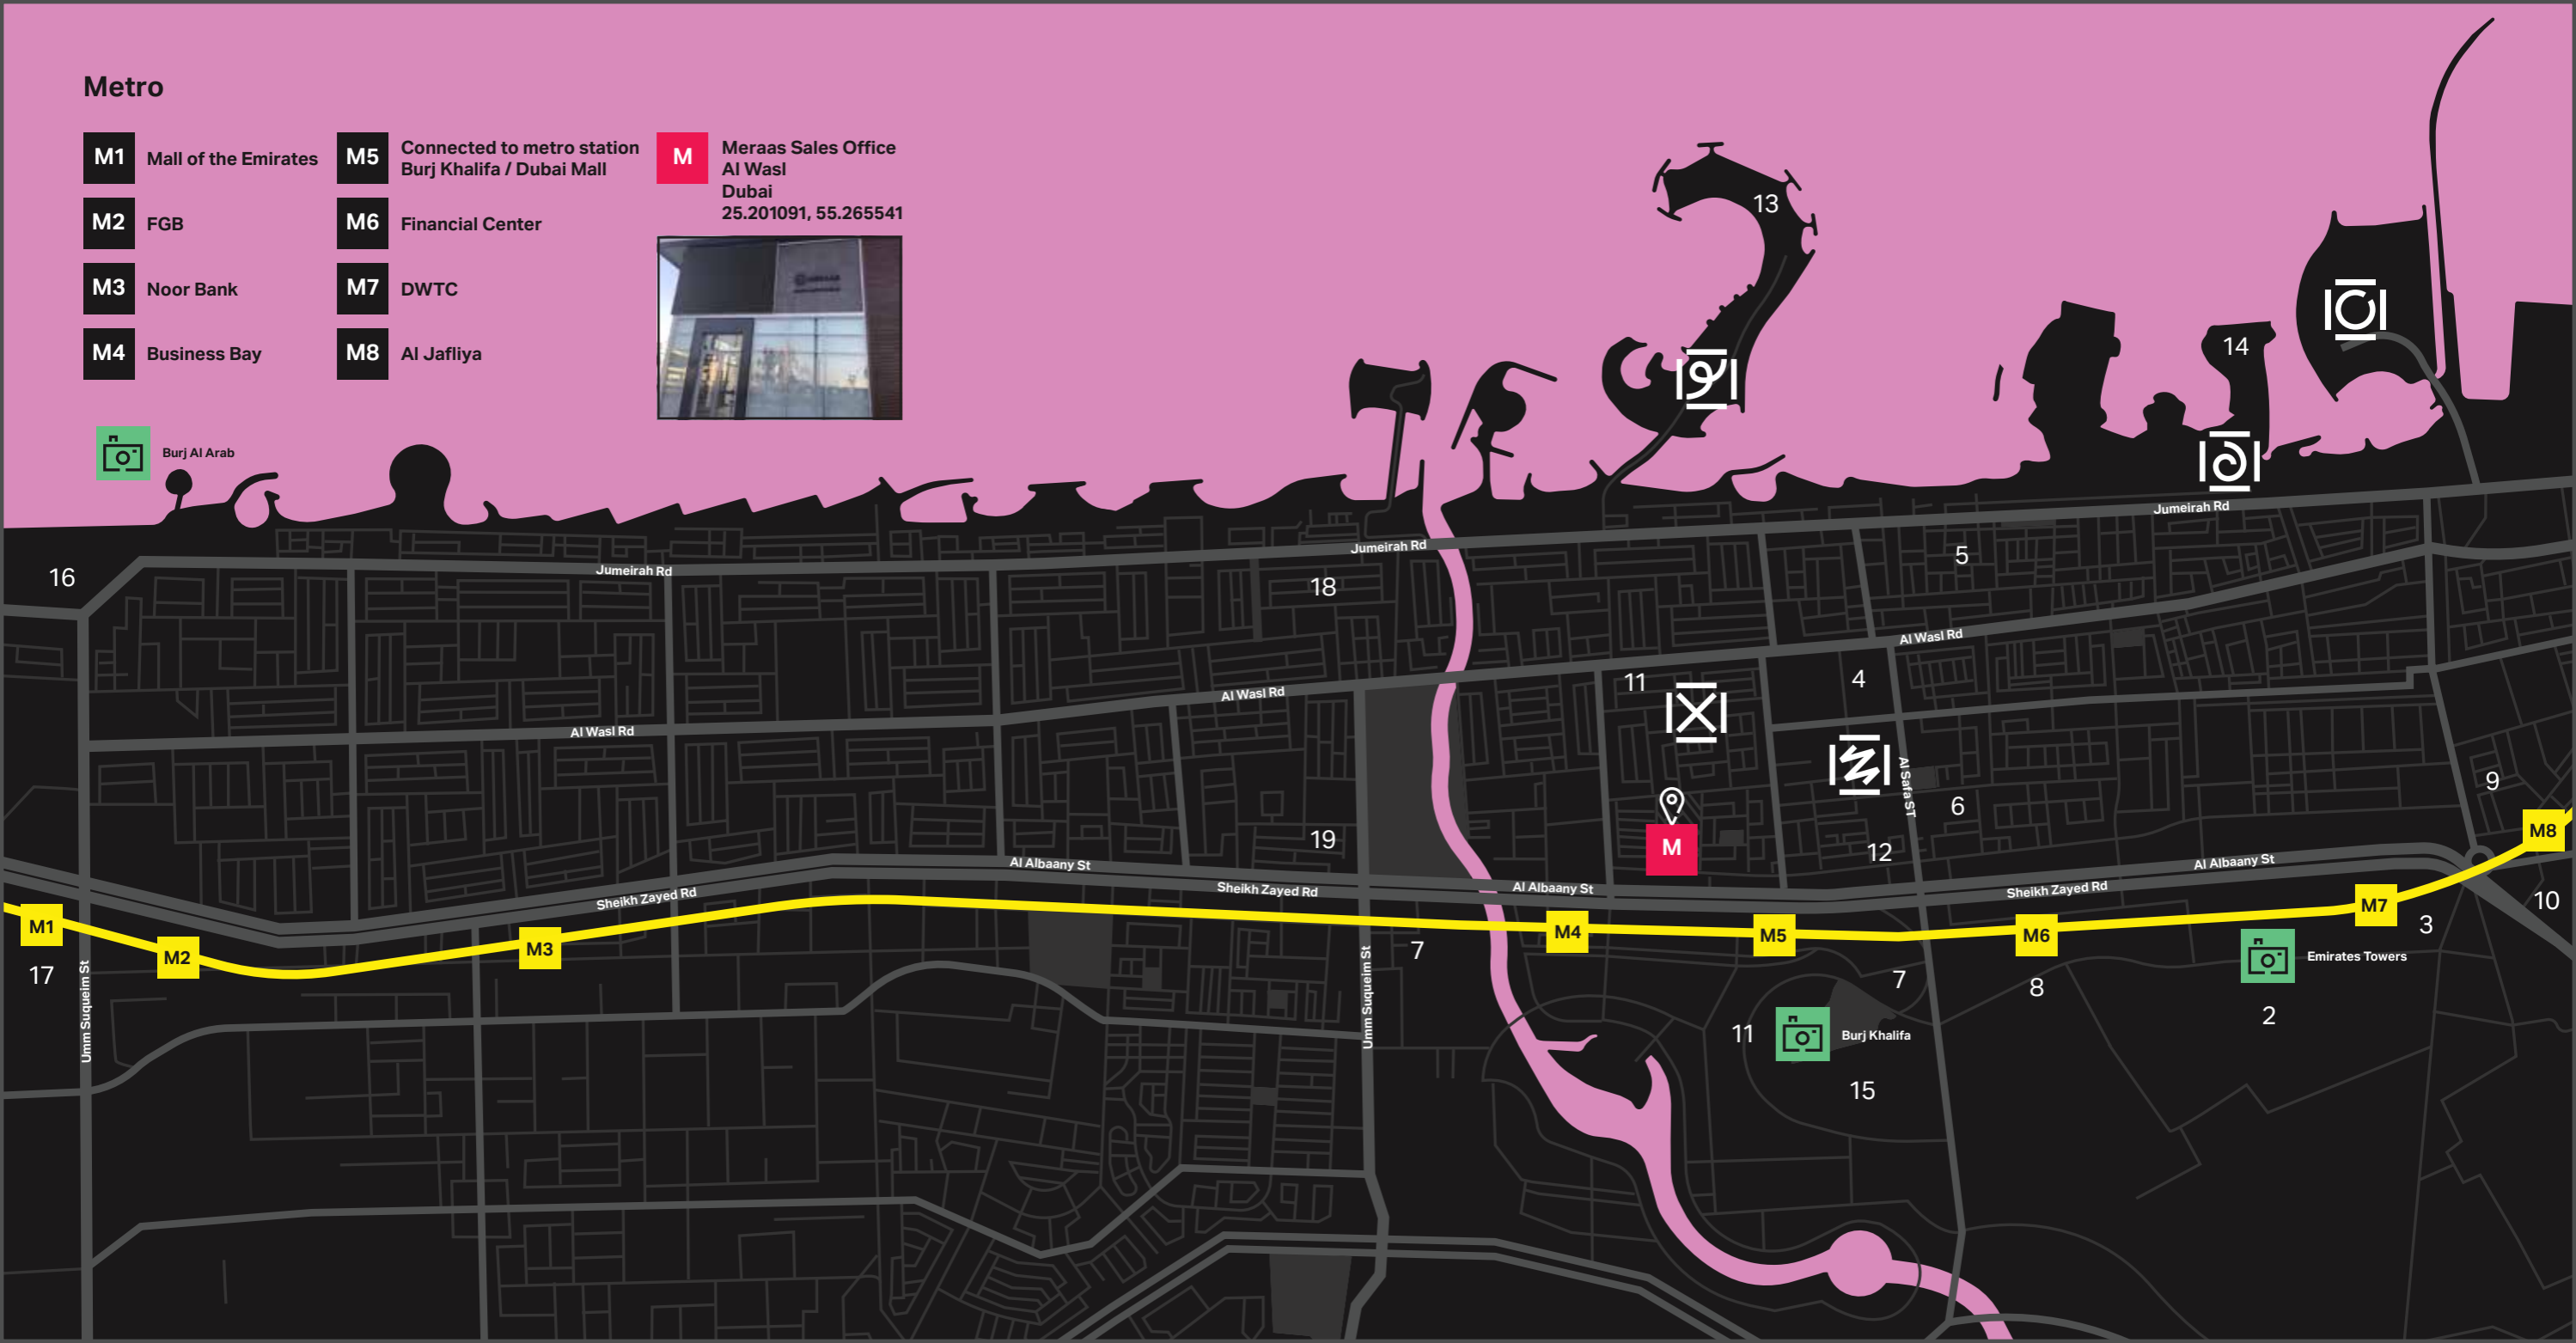 Metro
M1 Mall of the Emirates
M2 FGB
M3 Noor Bank
M4 Business Bay
M5 Connected to metro station
Burj Khalifa / Dubai Mall
M6 Financial Center
M7 DWTC
M8 Al Jafliya
M Meraas Sales Office
Al Wasl
Dubai
25.201091, 55.265541
Burj Al Arab
13
14
16
Jumeirah Rd
Jumeirah Rd
Jumeirah Rd
18
5
Al Wasl Rd
Al Wasl Rd
Al Wasl Rd
11
4
Al Safa ST
9
6
19
12
M
M8
Al Albaany St
Al Albaany St
Al Albaany St
Sheikh Zayed Rd
Sheikh Zayed Rd
Sheikh Zayed Rd
10
M1
M2
M3
M4
M5
M6
M7
3
17
7
7
8
Emirates Towers
2
Umm Suqueim St
Umm Suqueim St
11
Burj Khalifa
15